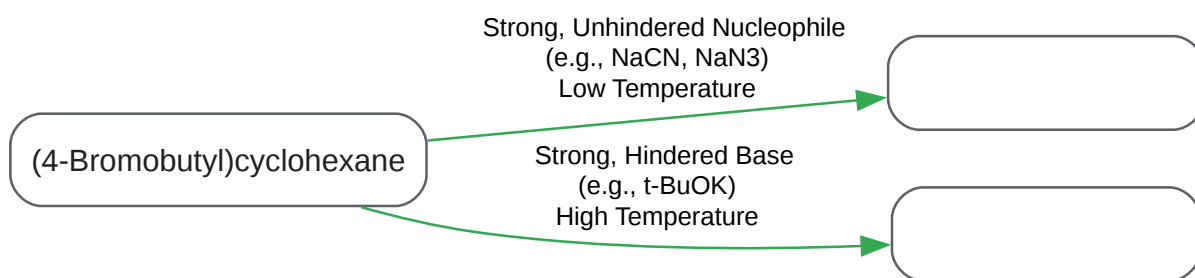 Strong, Unhindered Nucleophile
(e.g., NaCN, NaN3)
Low Temperature
(4-Bromobutyl)cyclohexane
Strong, Hindered Base
(e.g., t-BuOK)
High Temperature